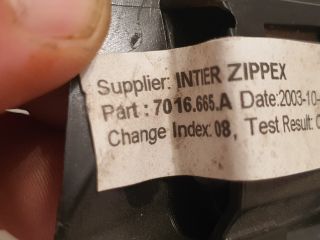 Supplier: INTIER ZIPPEX
Part : 7016.665.A Date:2003-10-
Change Index: 08, Test Result: